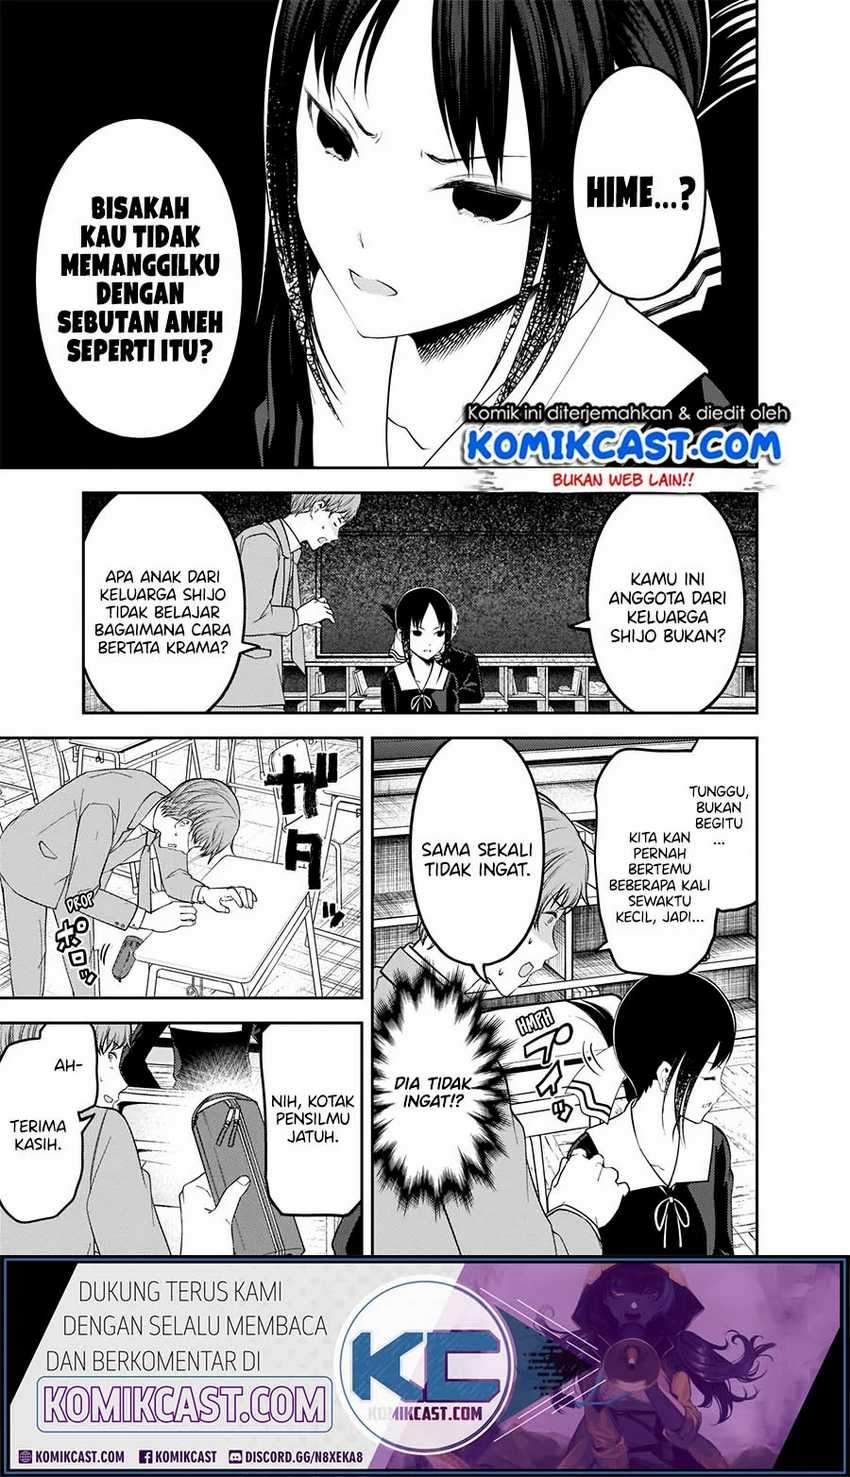 HIME...?
BISAKAH
KAU TIDAK
MEMANGGILKU
DENGAN
SEBUTAN ANEH
SEPERTI ITU?
Komik ini diterjemahkan & diedit oleh
KOMIKCAST.COM
BUKAN WEB LAIN!!
KAMU INI
ANGGOTA DARI
KELUARGA
SHIJO BUKAN?
APA ANAK DARI
KELUARGA SHIJO
TIDAK BELAJAR
BAGAIMANA CARA
BERTATA KRAMA?
TUNGGU,
BUKAN
BEGITU
...
KITA KAN
PERNAH
BERTEMU
BEBERAPA KALI
SEWAKTU
KECIL, JADI...
SAMA SEKALI
TIDAK INGAT.
HMPH
プイッ
DIA TIDAK
INGAT!?
ガタ
DROP
ポロッ
NIH, KOTAK
PENSILMU
JATUH.
AH-
TERIMA
KASIH.
DUKUNG TERUS KAMI
DENGAN SELALU MEMBACA
DAN BERKOMENTAR DI
KOMIKCAST.COM
KC
KOMIKCAST.COM
KOMIKCAST.COM
KOMIKCAST
DISCORD.GG/N8XEKA8